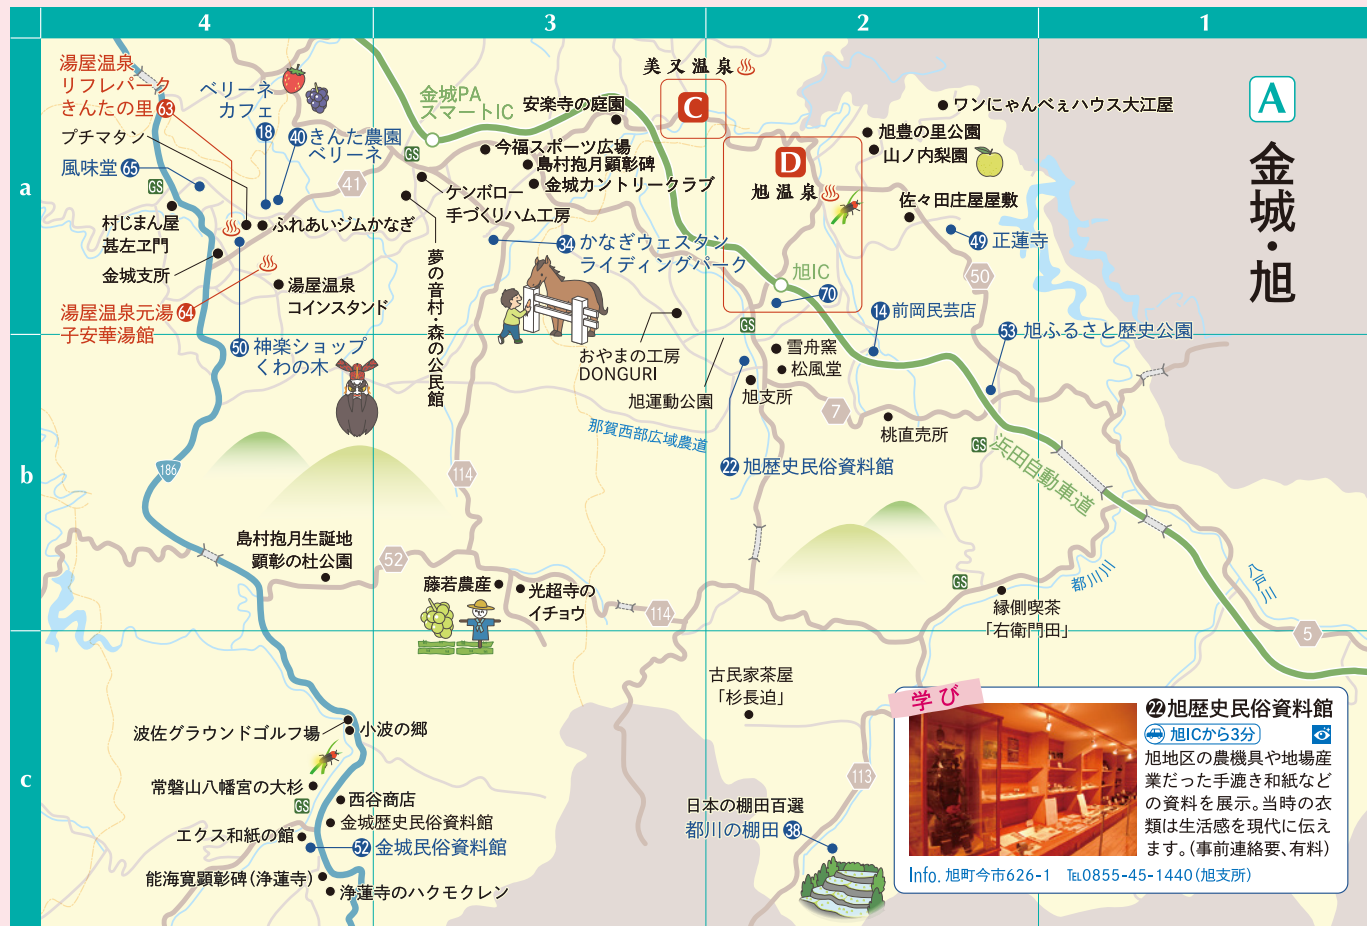 4
3
2
1
a
b
c
A
金城・旭
湯屋温泉
リフレパーク
きんたの里 63
プチマタン
風味堂 65
ベリーネ
カフェ
18
40 きんた農園
ベリーネ
GS
41
村じまん屋
甚左ヱ門
金城支所
ふれあいジムかなぎ
湯屋温泉
コインスタンド
湯屋温泉元湯 64
子安華湯館
50 神楽ショップ
くわの木
金城PA
スマートIC
GS
安楽寺の庭園
今福スポーツ広場
島村抱月顕彰碑
金城カントリークラブ
ケンボロー
手づくりハム工房
夢の音村・森の公民館
34 かなぎウェスタン
ライディングパーク
美又温泉
C
D
旭温泉
旭IC
70
GS
ワンにゃんべぇハウス大江屋
旭豊の里公園
山ノ内梨園
佐々田庄屋屋敷
49 正蓮寺
50
14 前岡民芸店
53 旭ふるさと歴史公園
おやまの工房
DONGURI
旭運動公園
雪舟窯
松風堂
旭支所
7
桃直売所
那賀西部広域農道
22 旭歴史民俗資料館
GS
浜田自動車道
186
114
島村抱月生誕地
顕彰の杜公園
52
藤若農産
光超寺の
イチョウ
114
GS
縁側喫茶
「右衛門田」
都川川
八戸川
5
古民家茶屋
「杉長迫」
113
日本の棚田百選
都川の棚田 38
波佐グラウンドゴルフ場
小波の郷
常磐山八幡宮の大杉
GS
西谷商店
金城歴史民俗資料館
エクス和紙の館
52 金城民俗資料館
能海寛顕彰碑(浄蓮寺)
浄蓮寺のハクモクレン
学び
22 旭歴史民俗資料館
旭ICから3分
旭地区の農機具や地場産
業だった手漉き和紙など
の資料を展示。当時の衣
類は生活感を現代に伝え
ます。(事前連絡要、有料)
Info. 旭町今市626-1 TEL0855-45-1440(旭支所)